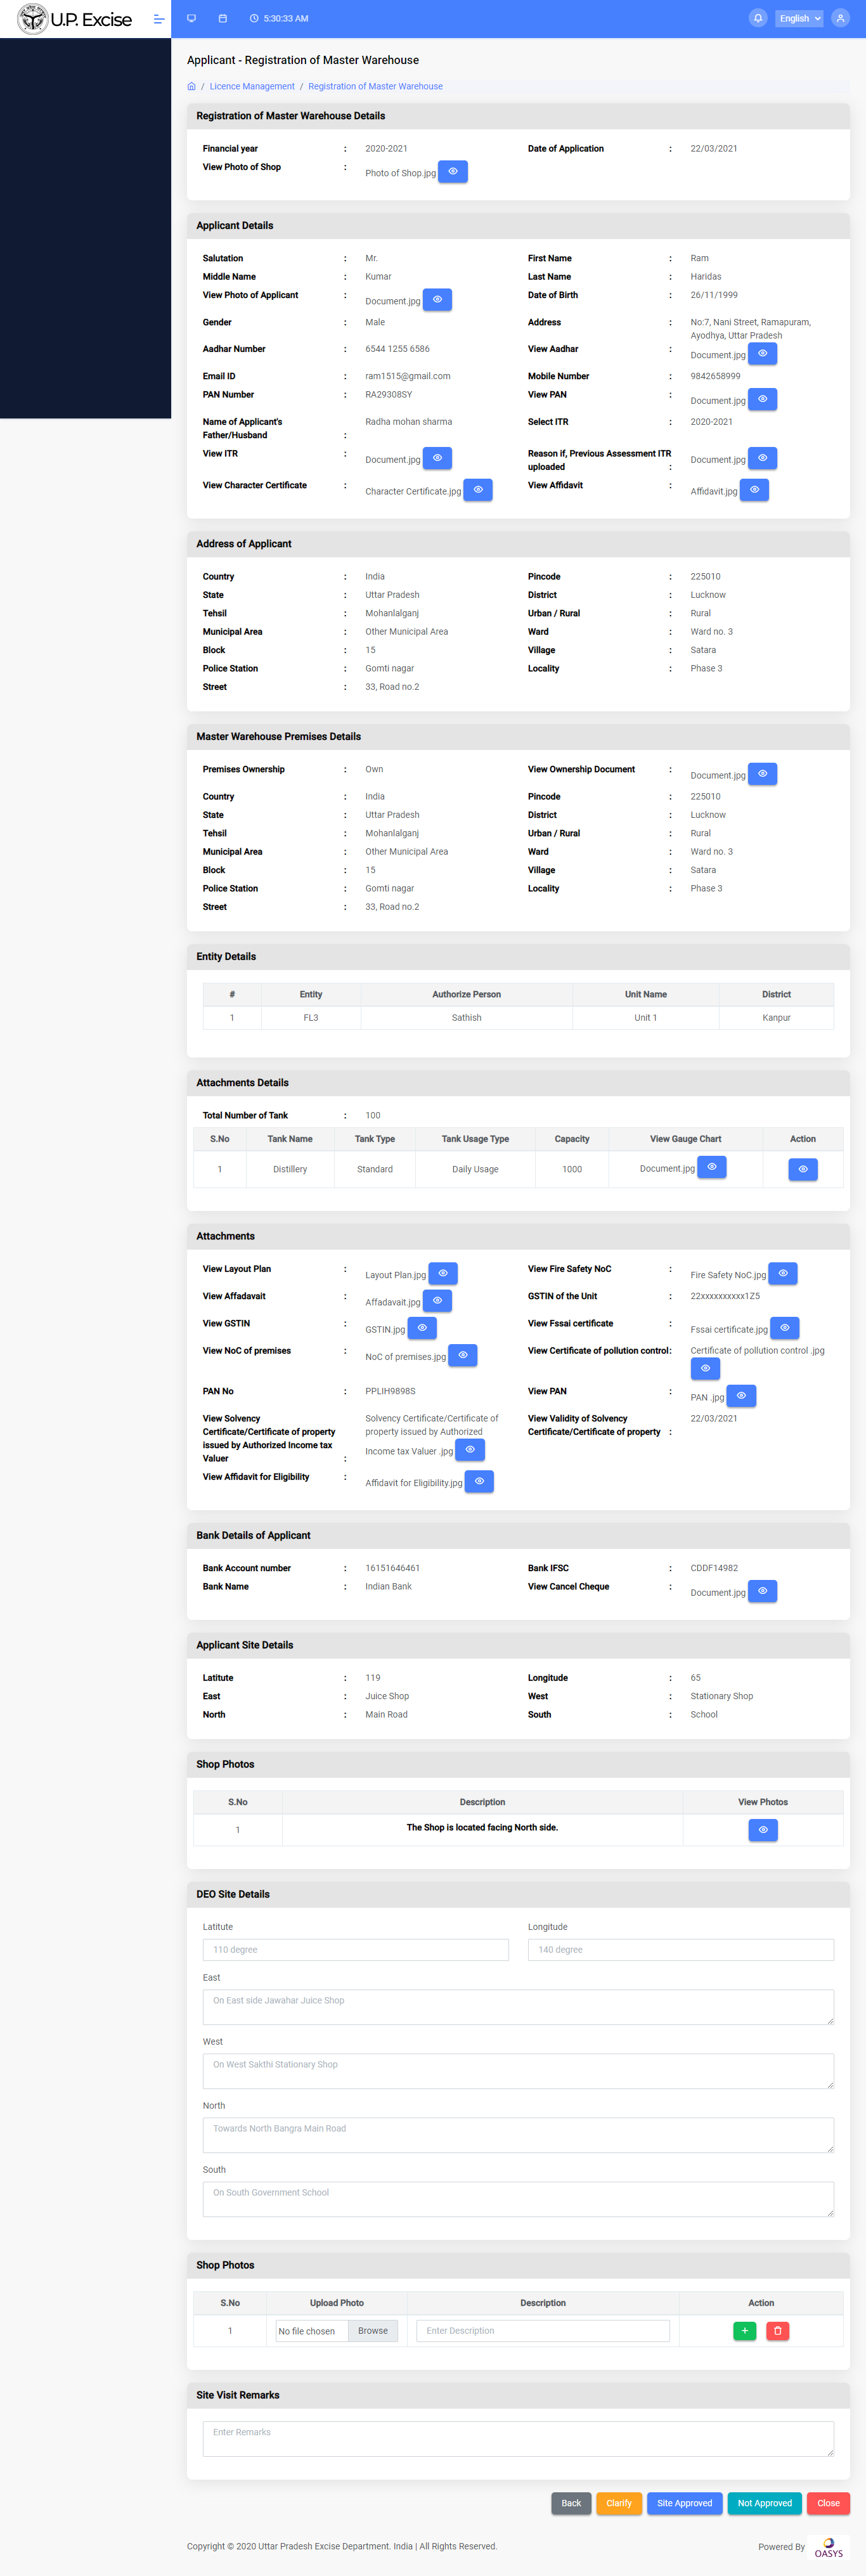 U.P. Excise
5:30:33 AM
English
Applicant - Registration of Master Warehouse
/ Licence Management / Registration of Master Warehouse
Registration of Master Warehouse Details
Financial year : 2020-2021 Date of Application : 22/03/2021
View Photo of Shop : Photo of Shop.jpg
Applicant Details
Salutation : Mr. First Name : Ram
Middle Name : Kumar Last Name : Haridas
View Photo of Applicant : Document.jpg Date of Birth : 26/11/1999
Gender : Male Address : No:7, Nani Street, Ramapuram,
Ayodhya, Uttar Pradesh
Aadhar Number : 6544 1255 6586 View Aadhar : Document.jpg
Email ID : ram1515@gmail.com Mobile Number : 9842658999
PAN Number : RA29308SY View PAN : Document.jpg
Name of Applicant's Radha mohan sharma Select ITR : 2020-2021
Father/Husband :
View ITR : Document.jpg Reason if, Previous Assessment ITR Document.jpg
uploaded :
View Character Certificate : Character Certificate.jpg View Affidavit : Affidavit.jpg
Address of Applicant
Country : India Pincode : 225010
State : Uttar Pradesh District : Lucknow
Tehsil : Mohanlalganj Urban / Rural : Rural
Municipal Area : Other Municipal Area Ward : Ward no. 3
Block : 15 Village : Satara
Police Station : Gomti nagar Locality : Phase 3
Street : 33, Road no.2
Master Warehouse Premises Details
Premises Ownership : Own View Ownership Document : Document.jpg
Country : India Pincode : 225010
State : Uttar Pradesh District : Lucknow
Tehsil : Mohanlalganj Urban / Rural : Rural
Municipal Area : Other Municipal Area Ward : Ward no. 3
Block : 15 Village : Satara
Police Station : Gomti nagar Locality : Phase 3
Street : 33, Road no.2
Entity Details
# Entity Authorize Person Unit Name District
1 FL3 Sathish Unit 1 Kanpur
Attachments Details
Total Number of Tank : 100
S.No Tank Name Tank Type Tank Usage Type Capacity View Gauge Chart Action
1 Distillery Standard Daily Usage 1000 Document.jpg
Attachments
View Layout Plan : Layout Plan.jpg View Fire Safety NoC : Fire Safety NoC.jpg
View Affadavait : Affadavait.jpg GSTIN of the Unit : 22xxxxxxxxxx1Z5
View GSTIN : GSTIN.jpg View Fssai certificate : Fssai certificate.jpg
View NoC of premises : NoC of premises.jpg View Certificate of pollution control : Certificate of pollution control .jpg
PAN No : PPLIH9898S View PAN : PAN .jpg
View Solvency Solvency Certificate/Certificate of View Validity of Solvency 22/03/2021
Certificate/Certificate of property property issued by Authorized Certificate/Certificate of property :
issued by Authorized Income tax Income tax Valuer .jpg
Valuer :
View Affidavit for Eligibility : Affidavit for Eligibility.jpg
Bank Details of Applicant
Bank Account number : 16151646461 Bank IFSC : CDDF14982
Bank Name : Indian Bank View Cancel Cheque : Document.jpg
Applicant Site Details
Latitute : 119 Longitude : 65
East : Juice Shop West : Stationary Shop
North : Main Road South : School
Shop Photos
S.No Description View Photos
1 The Shop is located facing North side.
DEO Site Details
Latitute Longitude
110 degree 140 degree
East
On East side Jawahar Juice Shop
West
On West Sakthi Stationary Shop
North
Towards North Bangra Main Road
South
On South Government School
Shop Photos
S.No Upload Photo Description Action
1 No file chosen Browse Enter Description
Site Visit Remarks
Enter Remarks
Back Clarify Site Approved Not Approved Close
Copyright © 2020 Uttar Pradesh Excise Department. India | All Rights Reserved. Powered By OASYS